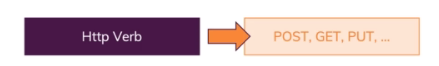 Http Verb
POST, GET, PUT, ...